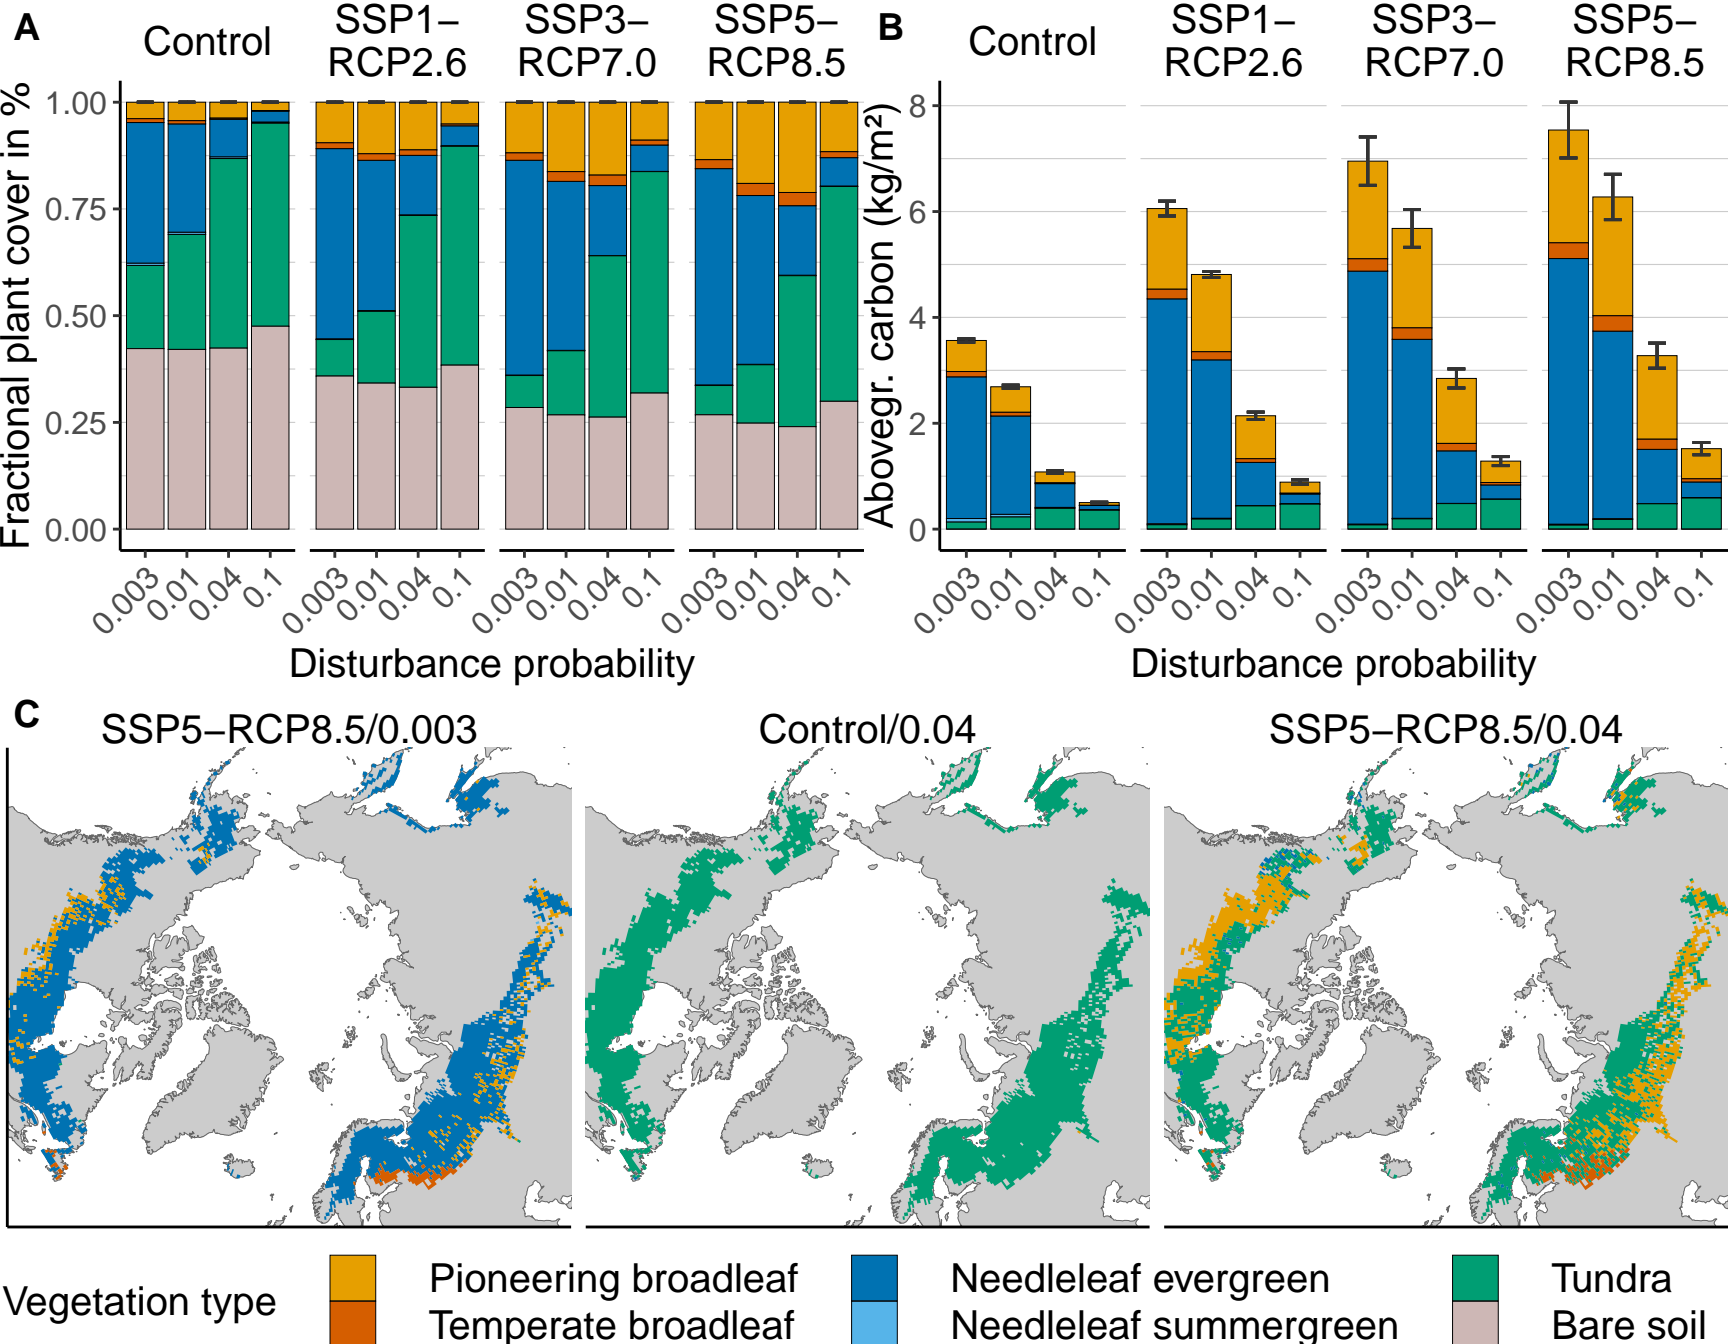 A
Control
SSP1–
RCP2.6
SSP3–
RCP7.0
SSP5–
RCP8.5
Fractional plant cover in %
1.00
0.75
0.50
0.25
0.00
0.003 0.01 0.04 0.1
0.003 0.01 0.04 0.1
0.003 0.01 0.04 0.1
0.003 0.01 0.04 0.1
Disturbance probability
B
Control
SSP1–
RCP2.6
SSP3–
RCP7.0
SSP5–
RCP8.5
Abovegr. carbon (kg/m²)
8
6
4
2
0
0.003 0.01 0.04 0.1
0.003 0.01 0.04 0.1
0.003 0.01 0.04 0.1
0.003 0.01 0.04 0.1
Disturbance probability
C
SSP5–RCP8.5/0.003
Control/0.04
SSP5–RCP8.5/0.04
Vegetation type
Pioneering broadleaf
Temperate broadleaf
Needleleaf evergreen
Needleleaf summergreen
Tundra
Bare soil